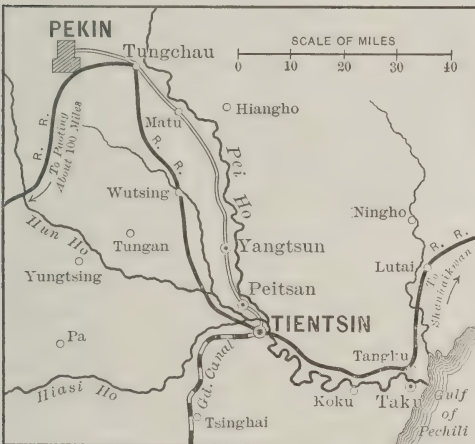 PEKIN
Tungchau
SCALE OF MILES
0 10 20 30 40
Hiangho
Matu
R. R.
To Paoting
About 100 Miles
R. R.
Pei Ho
Wutsing
Ningho
Hun Ho
Tungan
Yangtsun
R. R.
Lutai
To
Shanhaikwan
Yungtsing
Peitsan
TIENTSIN
Pa
Gd. Canal
Tangku
Hiasi Ho
Koku
Taku
Gulf
of
Pechili
Tsinghai